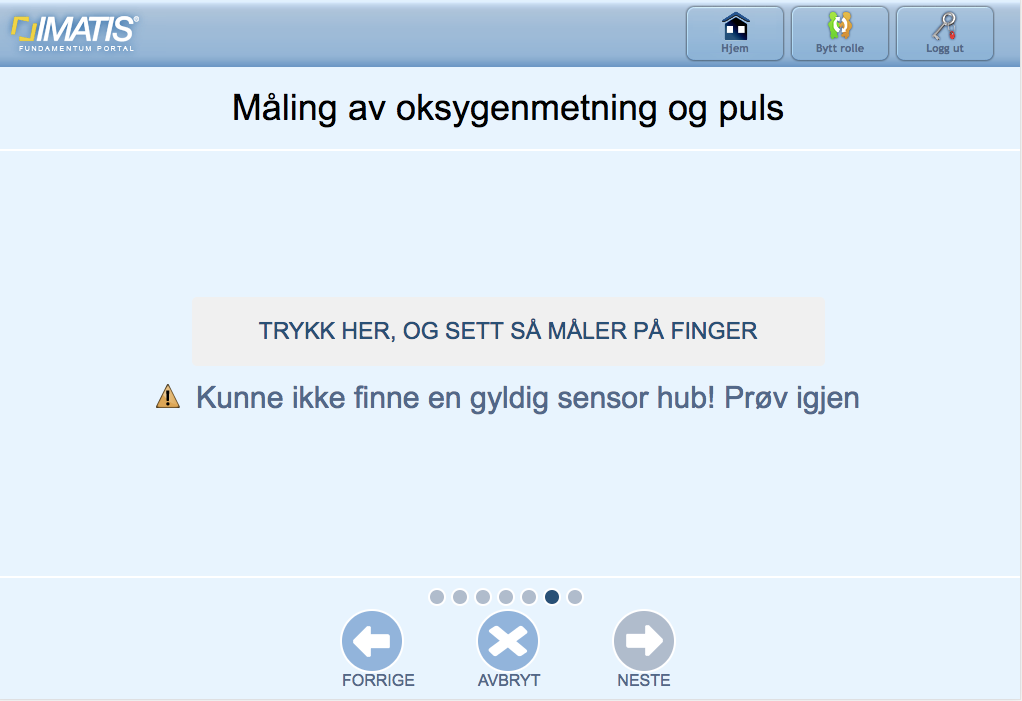 IMATIS®
FUNDAMENTUM PORTAL
Hjem
Bytt rolle
Logg ut
Måling av oksygenmetning og puls
TRYKK HER, OG SETT SÅ MÅLER PÅ FINGER
Kunne ikke finne en gyldig sensor hub! Prøv igjen
FORRIGE
AVBRYT
NESTE